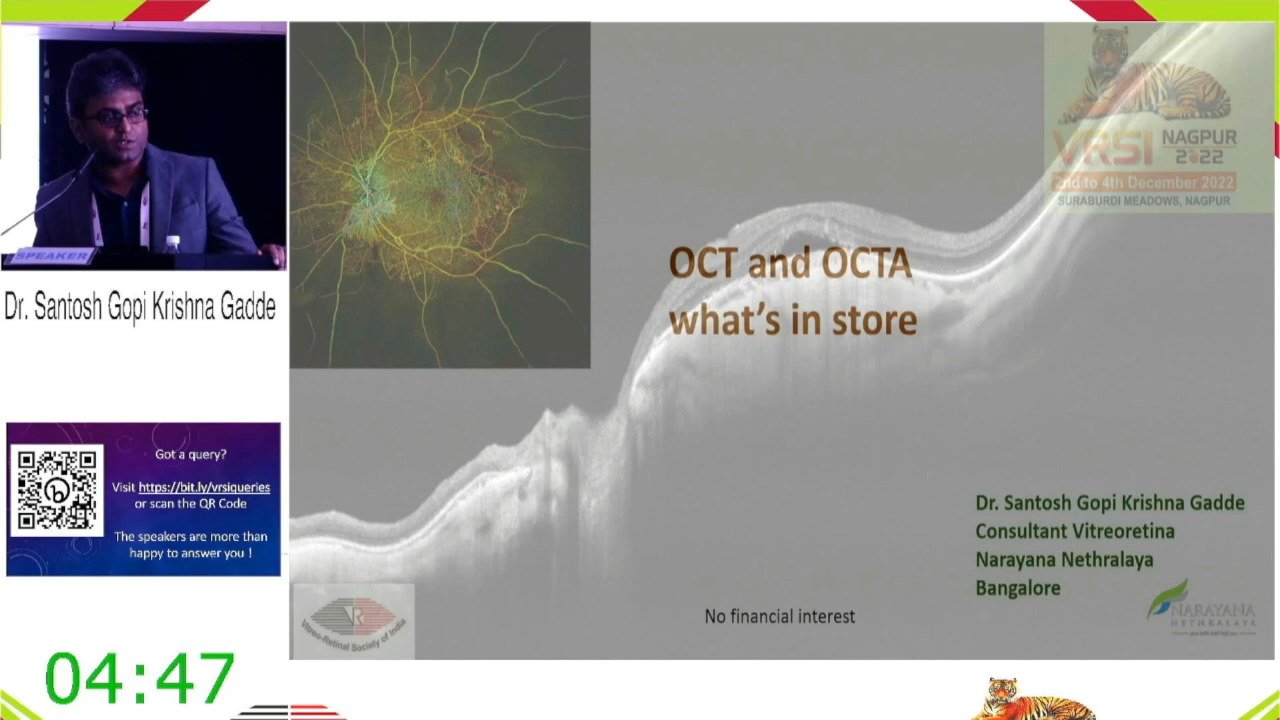 SPEAKER
Dr. Santosh Gopi Krishna Gadde
Got a query?
Visit https://bit.ly/vrsiqueries
or scan the QR Code
The speakers are more than
happy to answer you !
04:47
VRSI NAGPUR
2022
2nd to 4th December 2022
SURABURDI MEADOWS, NAGPUR
OCT and OCTA
what's in store
Dr. Santosh Gopi Krishna Gadde
Consultant Vitreoretina
Narayana Nethralaya
Bangalore
NARAYANA
NETHRALAYA
No financial interest
VR
Vitreo-Retinal Society of India